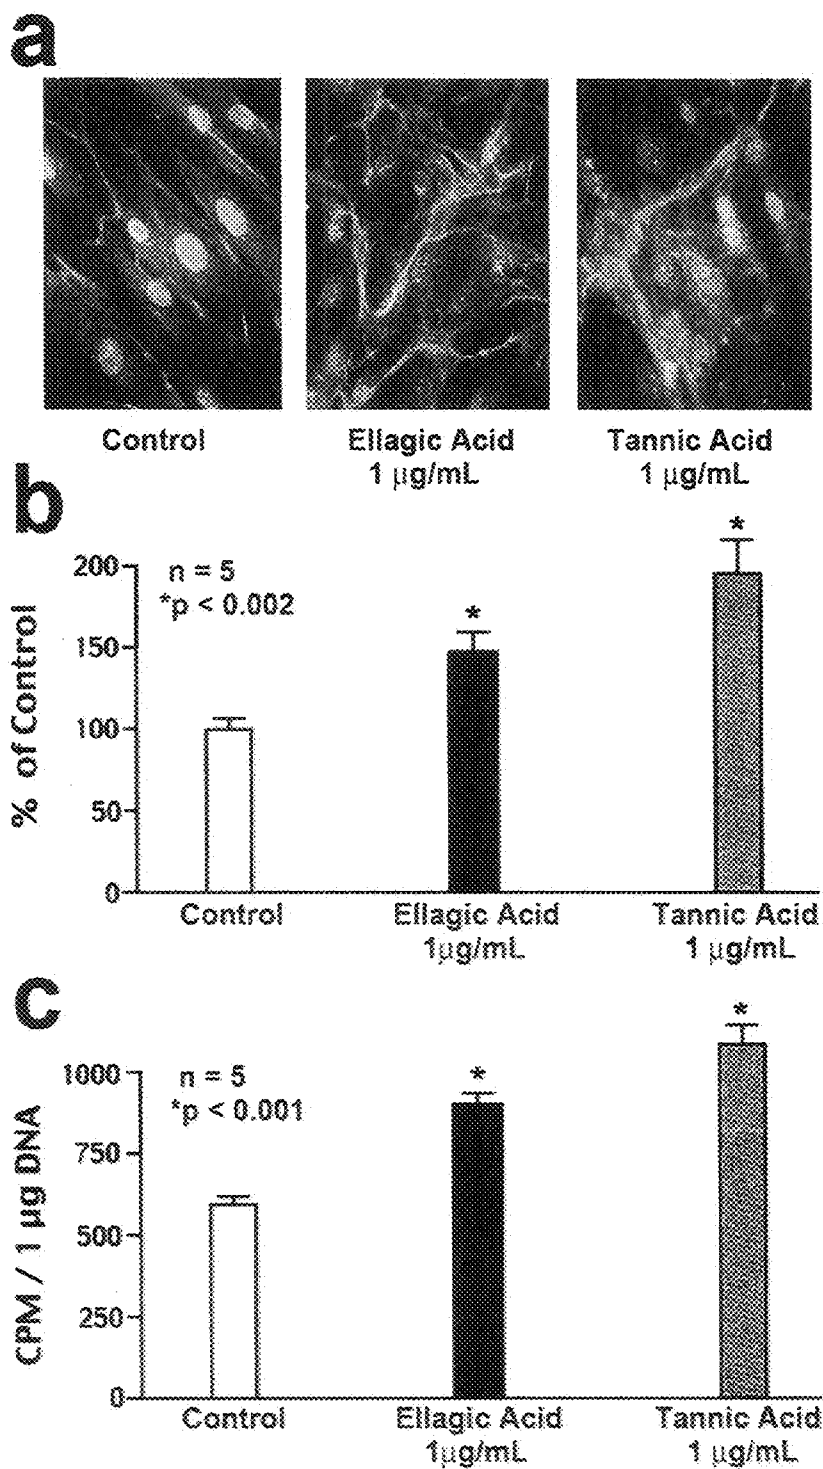 a
Control
Ellagic Acid
1 μg/mL
Tannic Acid
1 μg/mL
b
% of Control
200
150
100
50
0
n = 5
*p < 0.002
*
*
Control
Ellagic Acid
1μg/mL
Tannic Acid
1 μg/mL
c
CPM / 1 μg DNA
1000
750
500
250
0
n = 5
*p < 0.001
*
*
Control
Ellagic Acid
1μg/mL
Tannic Acid
1 μg/mL